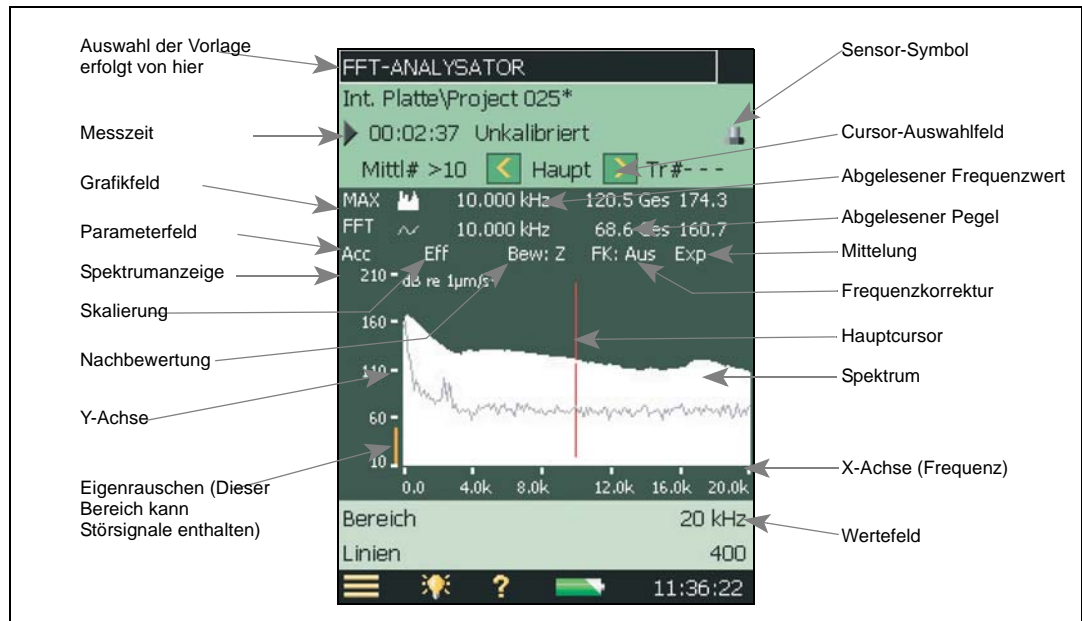 Auswahl der Vorlage
erfolgt von hier
Messzeit
Grafikfeld
Parameterfeld
Spektrumanzeige
Skalierung
Nachbewertung
Y-Achse
Eigenrauschen (Dieser
Bereich kann
Störsignale enthalten)
FFT-ANALYSATOR
Int. Platte\Project 025*
00:02:37 Unkalibriert
Mittl# >10 < Haupt > Tr#- - -
MAX 10.000 kHz 120.5 Ges 174.3
FFT 10.000 kHz 68.6 Ges 160.7
Acc Eff Bew: Z FK: Aus Exp
210 dB re 1µm/s²
160
110
60
10
0.0 4.0k 8.0k 12.0k 16.0k 20.0k
Bereich 20 kHz
Linien 400
? 11:36:22
Sensor-Symbol
Cursor-Auswahlfeld
Abgelesener Frequenzwert
Abgelesener Pegel
Mittelung
Frequenzkorrektur
Hauptcursor
Spektrum
X-Achse (Frequenz)
Wertefeld